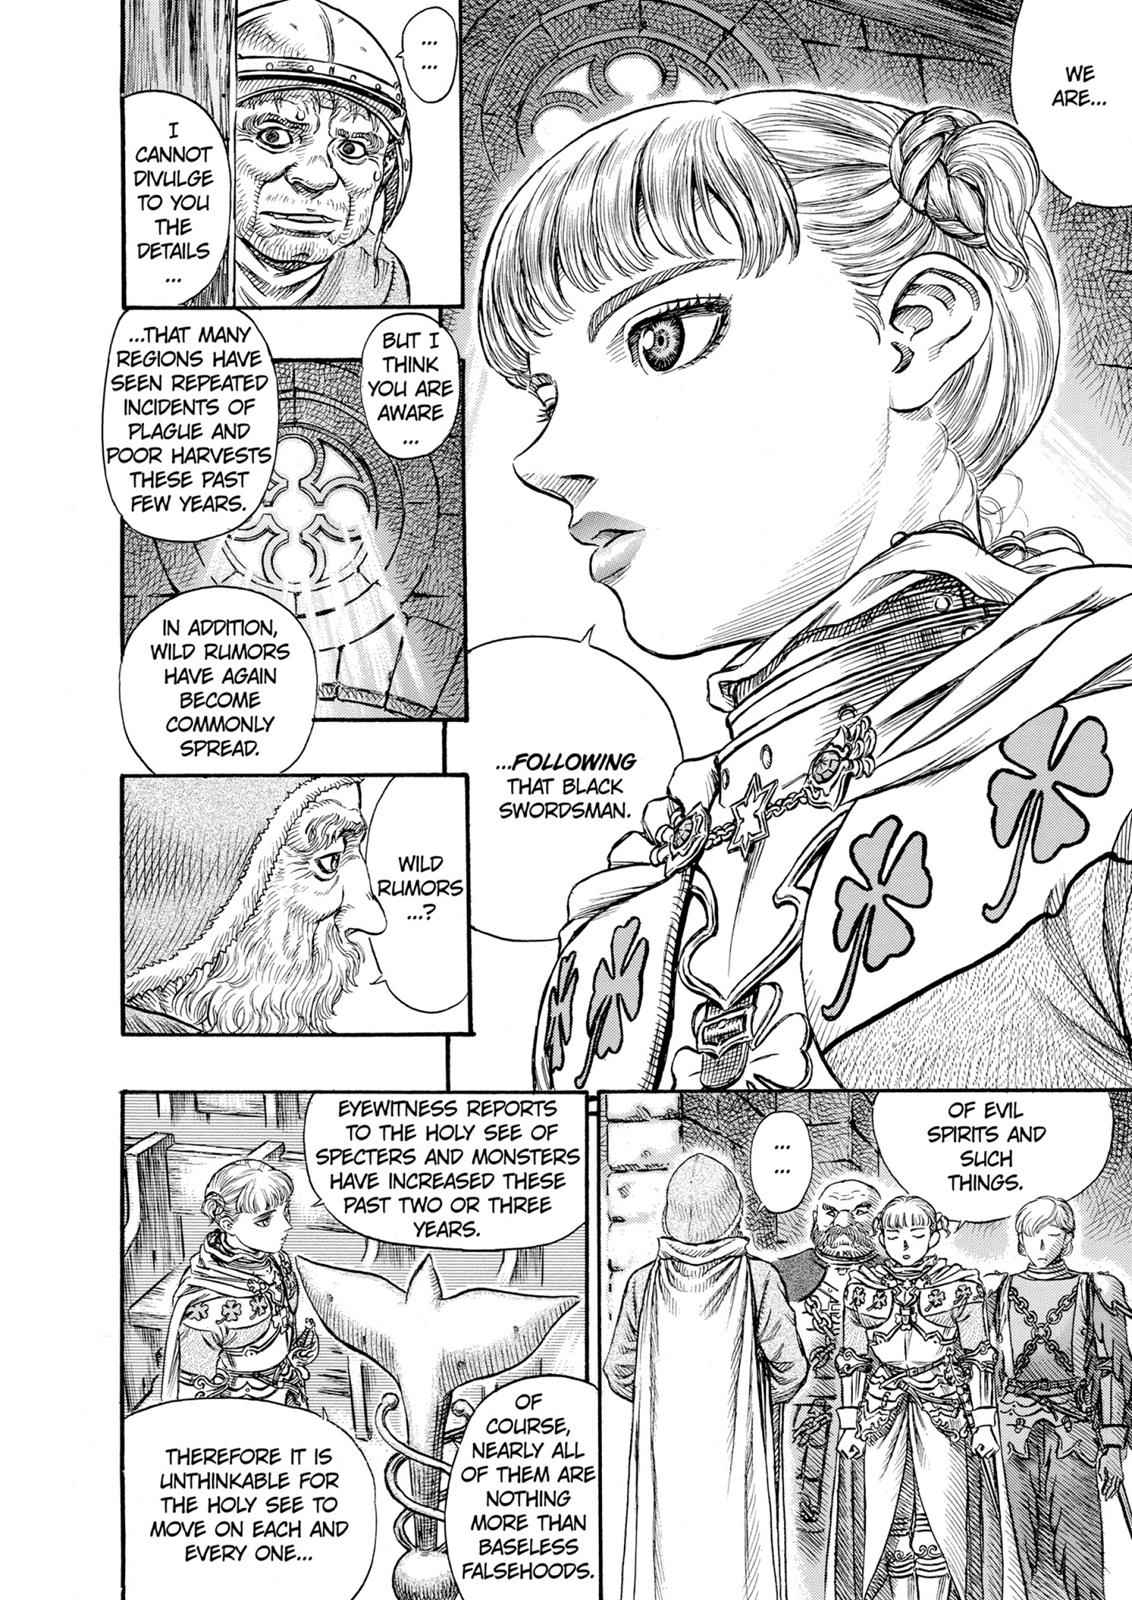 WE
ARE...
...FOLLOWING
THAT BLACK
SWORDSMAN.
...
...
I
CANNOT
DIVULGE
TO YOU
THE
DETAILS
...
BUT I
THINK
YOU ARE
AWARE
...
...THAT MANY
REGIONS HAVE
SEEN REPEATED
INCIDENTS OF
PLAGUE AND
POOR HARVESTS
THESE PAST
FEW YEARS.
IN ADDITION,
WILD RUMORS
HAVE AGAIN
BECOME
COMMONLY
SPREAD.
WILD
RUMORS
...?
OF EVIL
SPIRITS AND
SUCH
THINGS.
...
...
EYEWITNESS REPORTS
TO THE HOLY SEE OF
SPECTERS AND MONSTERS
HAVE INCREASED THESE
PAST TWO OR THREE
YEARS.
OF
COURSE,
NEARLY ALL
OF THEM ARE
NOTHING
MORE THAN
BASELESS
FALSEHOODS.
THEREFORE IT IS
UNTHINKABLE FOR
THE HOLY SEE TO
MOVE ON EACH AND
EVERY ONE...